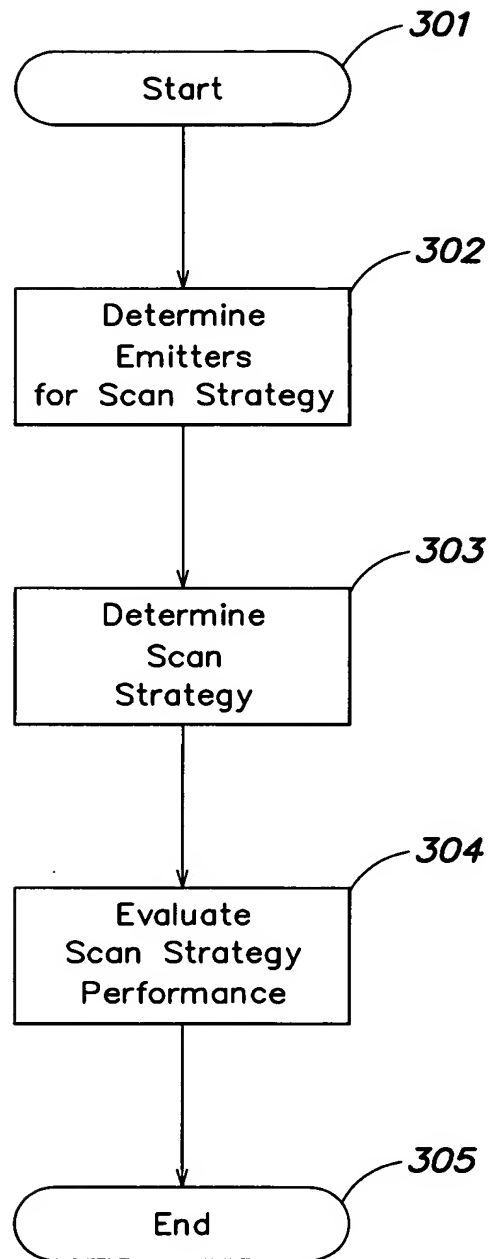 301
Start
302
Determine
Emitters
for Scan Strategy
303
Determine
Scan
Strategy
304
Evaluate
Scan Strategy
Performance
305
End